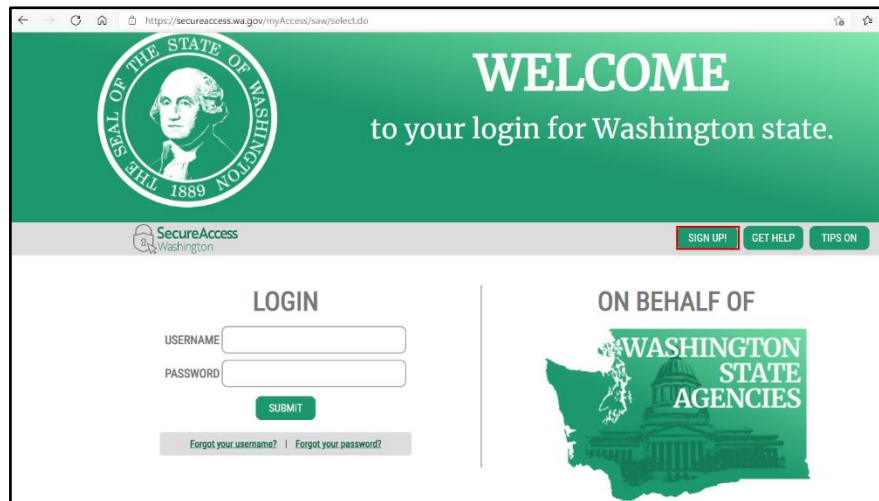 https://secureaccess.wa.gov/myAccess/saw/select.do
THE SEAL OF THE STATE OF WASHINGTON
1889
WELCOME
to your login for Washington state.
SecureAccess
Washington
SIGN UP!
GET HELP
TIPS ON
LOGIN
USERNAME
PASSWORD
SUBMIT
Forgot your username? | Forgot your password?
ON BEHALF OF
WASHINGTON
STATE
AGENCIES